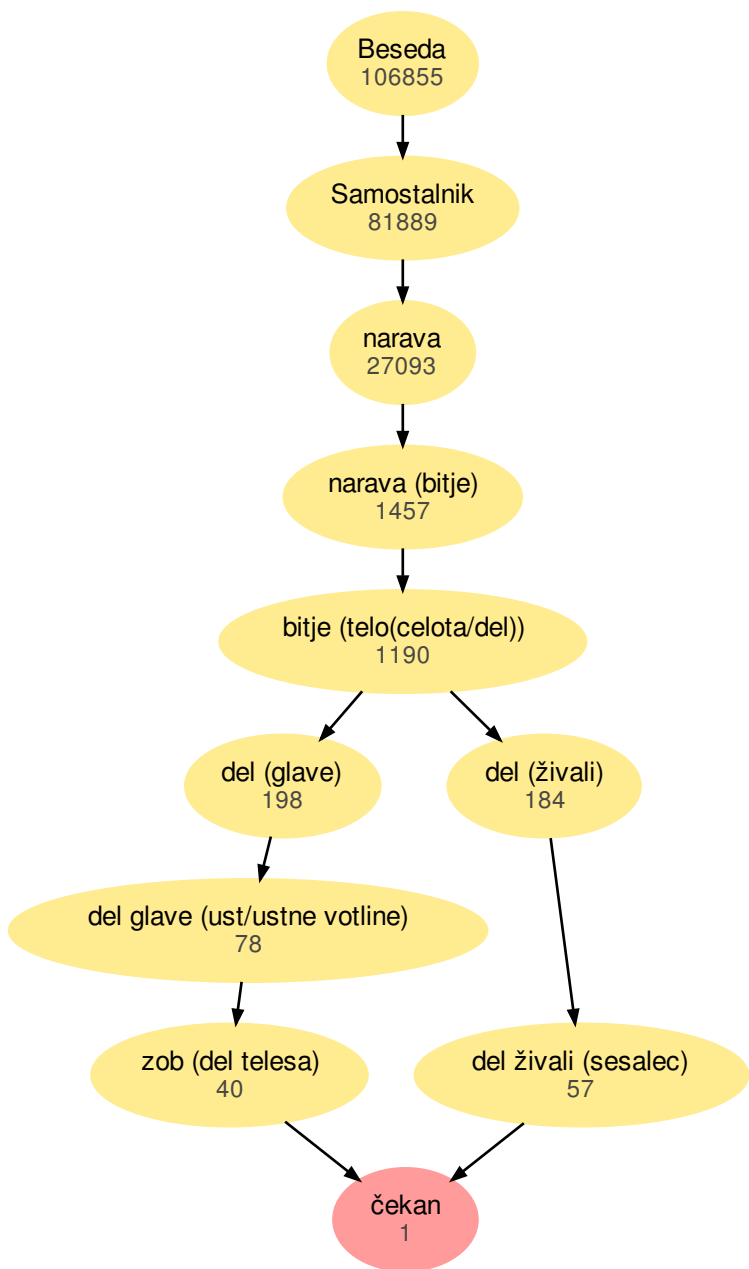 Beseda
106855
Samostalnik
81889
narava
27093
narava (bitje)
1457
bitje (telo(celota/del))
1190
del (glave)
198
del (živali)
184
del glave (ust/ustne votline)
78
zob (del telesa)
40
del živali (sesalec)
57
čekan
1